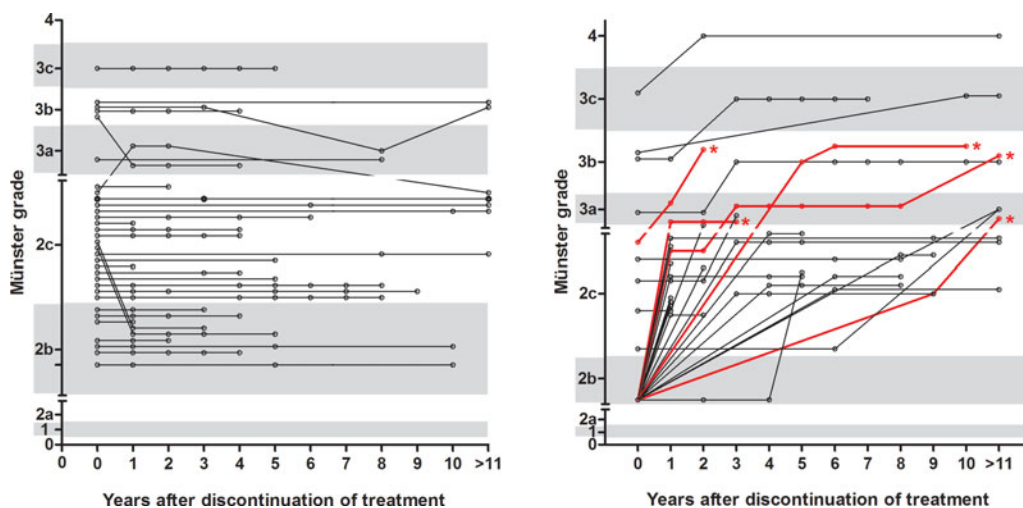 Münster grade
4
3c
3b
3a
2c
2b
2a
1
0
0 0 1 2 3 4 5 6 7 8 9 10 >11
Years after discontinuation of treatment
Münster grade
4
3c
3b
3a
2c
2b
2a
1
0
0 1 2 3 4 5 6 7 8 9 10 >11
Years after discontinuation of treatment
*
*
*
*
*